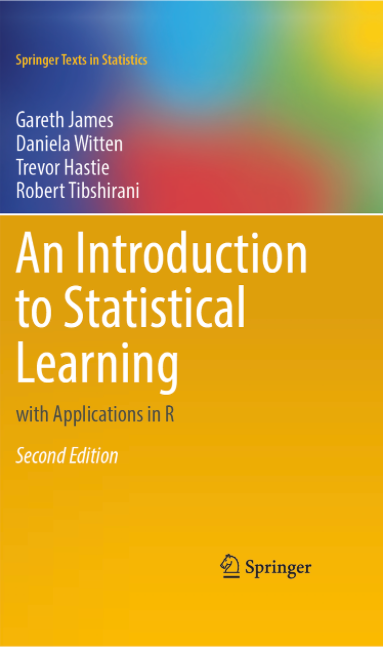 Springer Texts in Statistics
Gareth James
Daniela Witten
Trevor Hastie
Robert Tibshirani
An Introduction
to Statistical
Learning
with Applications in R
Second Edition
Springer